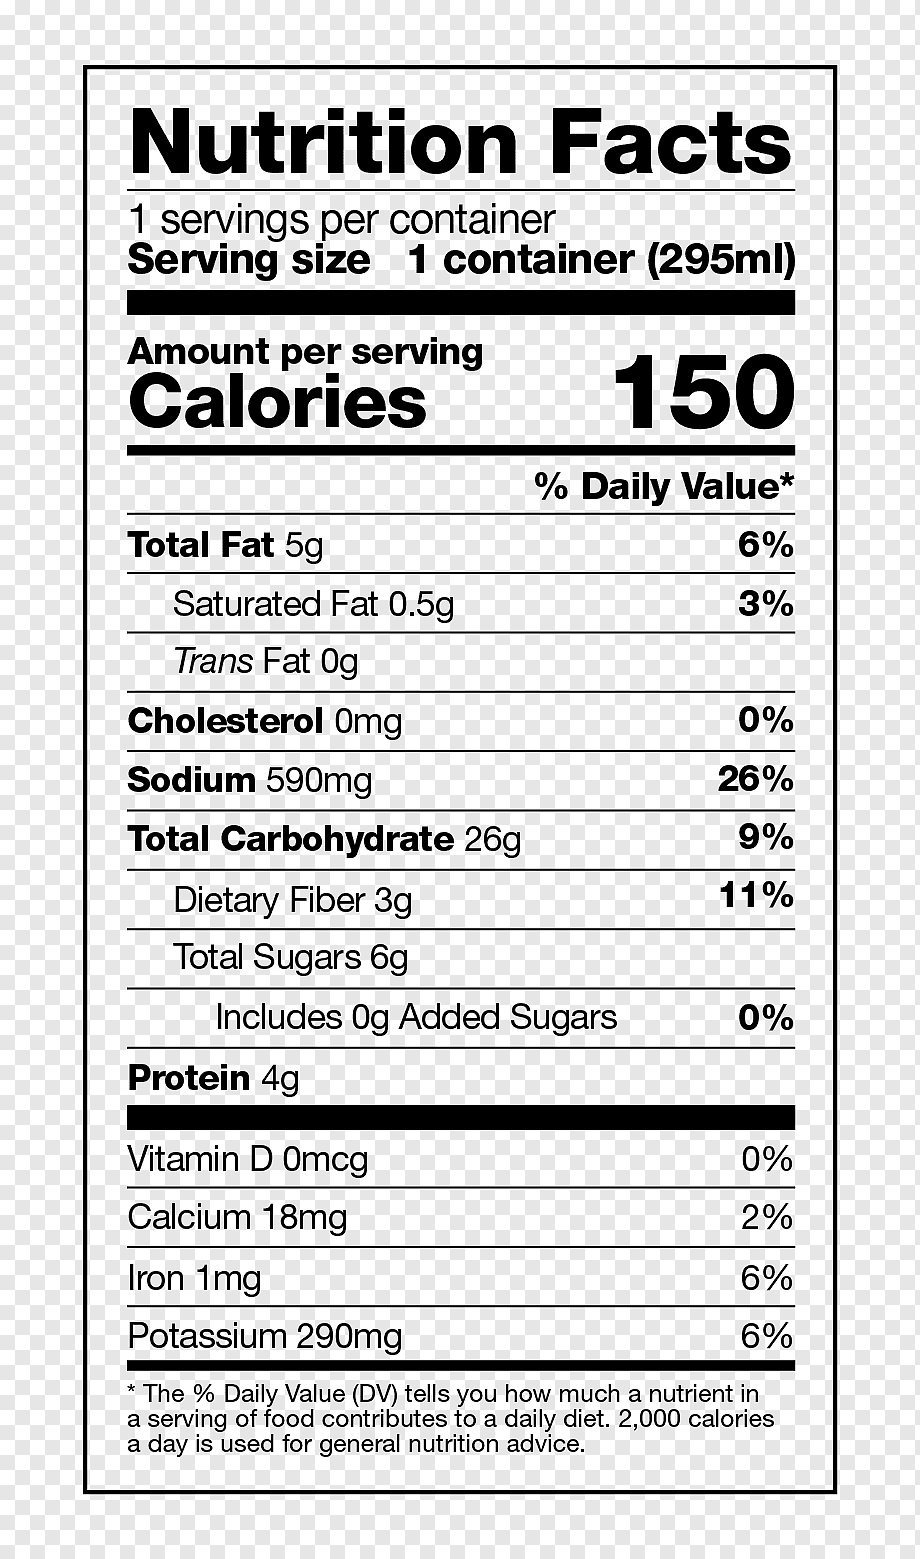 Nutrition Facts
1 servings per container
Serving size 1 container (295ml)
Amount per serving
Calories 150
% Daily Value*
Total Fat 5g 6%
Saturated Fat 0.5g 3%
Trans Fat 0g
Cholesterol 0mg 0%
Sodium 590mg 26%
Total Carbohydrate 26g 9%
Dietary Fiber 3g 11%
Total Sugars 6g
Includes 0g Added Sugars 0%
Protein 4g
Vitamin D 0mcg 0%
Calcium 18mg 2%
Iron 1mg 6%
Potassium 290mg 6%
* The % Daily Value (DV) tells you how much a nutrient in
a serving of food contributes to a daily diet. 2,000 calories
a day is used for general nutrition advice.